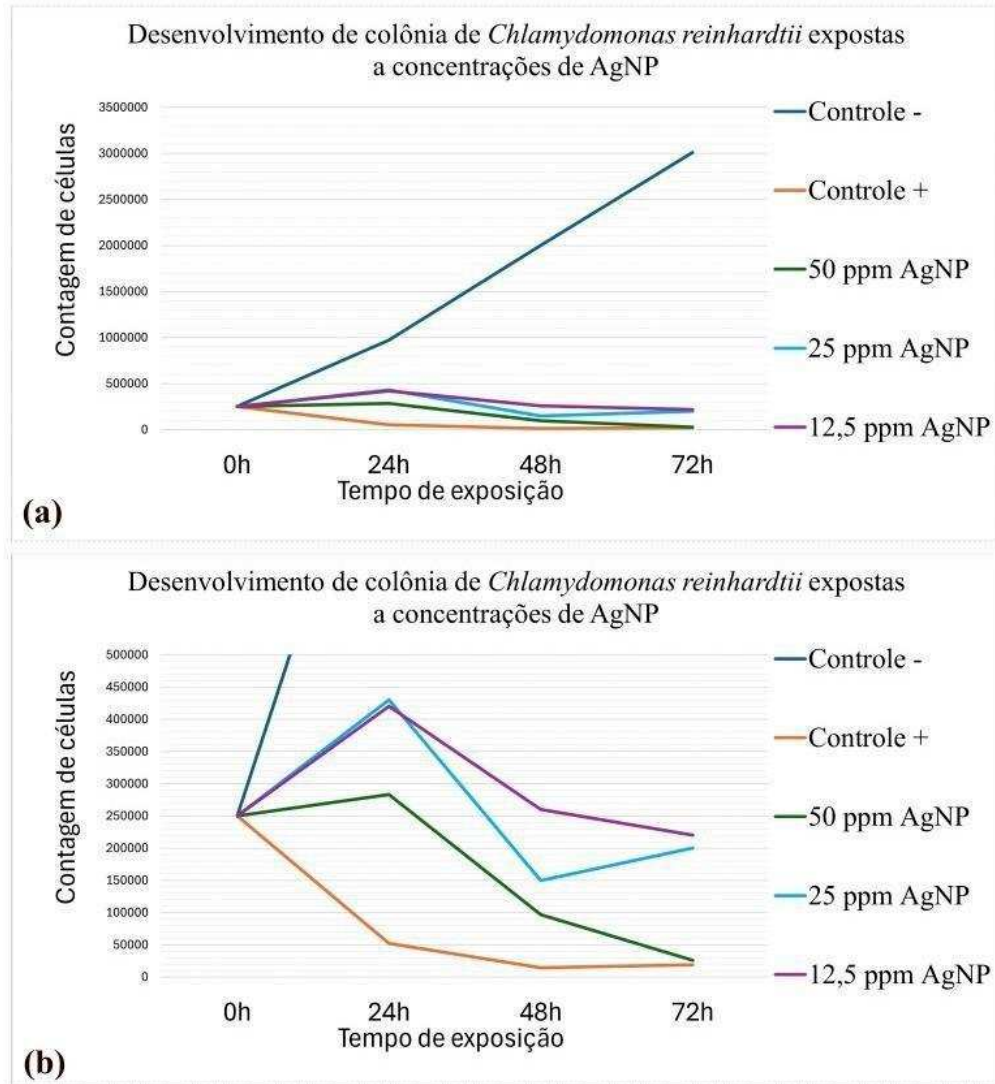 Desenvolvimento de colônia de Chlamydomonas reinhardtii expostas
a concentrações de AgNP
Contagem de células
3500000
3000000
2500000
2000000
1500000
1000000
500000
0
0h 24h 48h 72h
Tempo de exposição
Controle -
Controle +
50 ppm AgNP
25 ppm AgNP
12,5 ppm AgNP
(a)
Desenvolvimento de colônia de Chlamydomonas reinhardtii expostas
a concentrações de AgNP
Contagem de células
500000
450000
400000
350000
300000
250000
200000
150000
100000
50000
0
0h 24h 48h 72h
Tempo de exposição
Controle -
Controle +
50 ppm AgNP
25 ppm AgNP
12,5 ppm AgNP
(b)